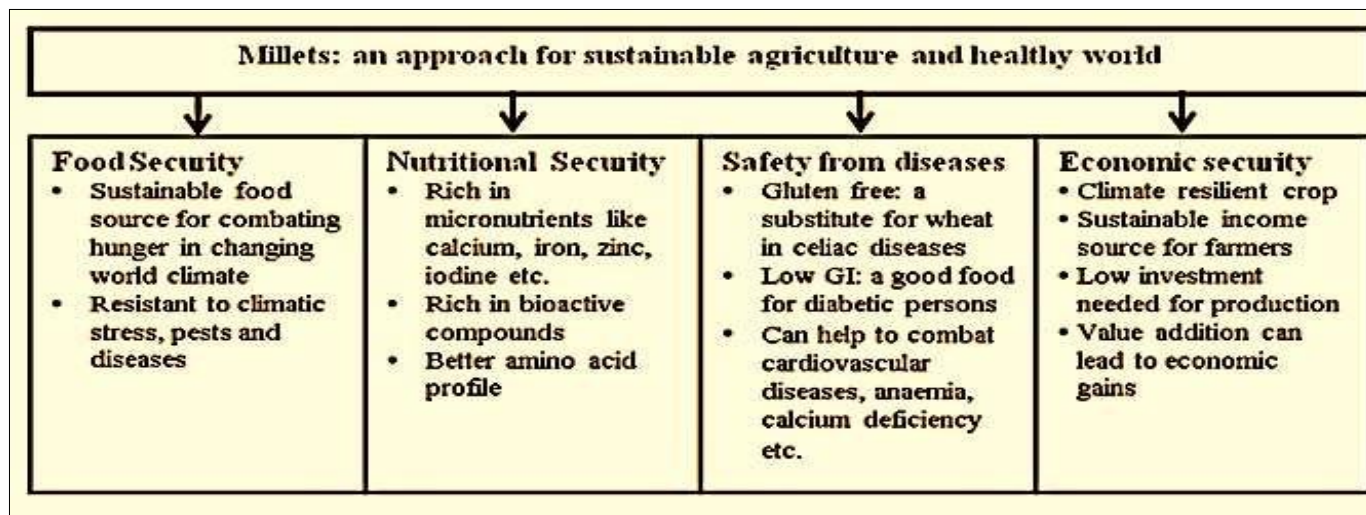 Millets: an approach for sustainable agriculture and healthy world
Food Security
• Sustainable food
source for combating
hunger in changing
world climate
• Resistant to climatic
stress, pests and
diseases
Nutritional Security
• Rich in
micronutrients like
calcium, iron, zinc,
iodine etc.
• Rich in bioactive
compounds
• Better amino acid
profile
Safety from diseases
• Gluten free: a
substitute for wheat
in celiac diseases
• Low GI: a good food
for diabetic persons
• Can help to combat
cardiovascular
diseases, anaemia,
calcium deficiency
etc.
Economic security
• Climate resilient crop
• Sustainable income
source for farmers
• Low investment
needed for production
• Value addition can
lead to economic
gains